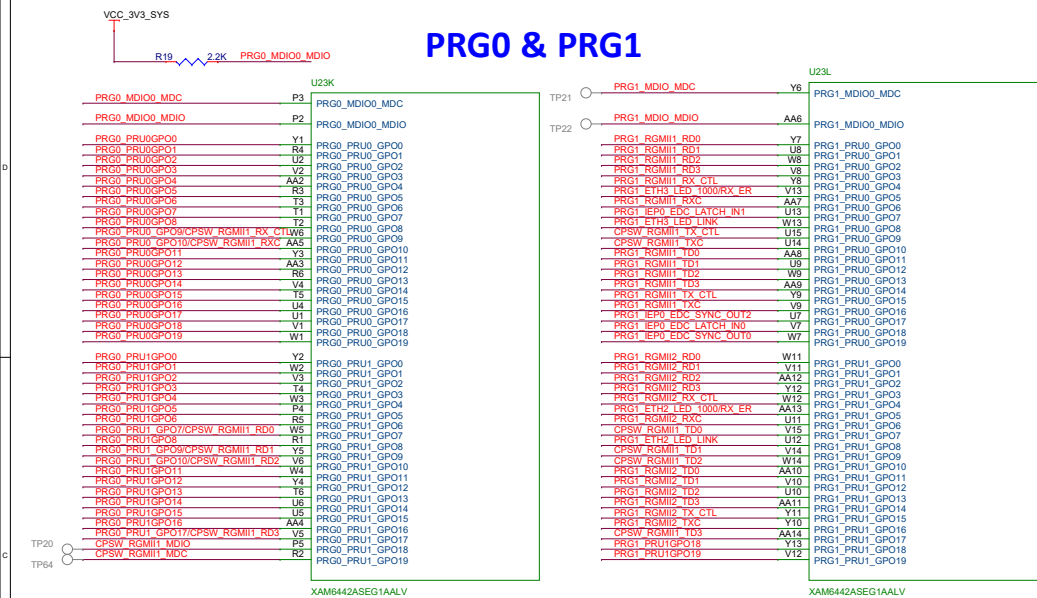 VCC_3V3_SYS
PRG0 & PRG1
R19 2.2K PRG0_MDIO0_MDIO
U23K
PRG0_MDIO0_MDC P3 PRG0_MDIO0_MDC
PRG0_MDIO0_MDIO P2 PRG0_MDIO0_MDIO
PRG0_PRU0GPO0 Y1 PRG0_PRU0_GPO0
PRG0_PRU0GPO1 R4 PRG0_PRU0_GPO1
PRG0_PRU0GPO2 U2 PRG0_PRU0_GPO2
PRG0_PRU0GPO3 V2 PRG0_PRU0_GPO3
PRG0_PRU0GPO4 AA2 PRG0_PRU0_GPO4
PRG0_PRU0GPO5 R3 PRG0_PRU0_GPO5
PRG0_PRU0GPO6 T3 PRG0_PRU0_GPO6
PRG0_PRU0GPO7 T1 PRG0_PRU0_GPO7
PRG0_PRU0GPO8 T2 PRG0_PRU0_GPO8
PRG0_PRU0_GPO9/CPSW_RGMII1_RX_CTL W6 PRG0_PRU0_GPO9
PRG0_PRU0_GPO10/CPSW_RGMII1_RXC AA5 PRG0_PRU0_GPO10
PRG0_PRU0GPO11 Y3 PRG0_PRU0_GPO11
PRG0_PRU0GPO12 AA3 PRG0_PRU0_GPO12
PRG0_PRU0GPO13 R6 PRG0_PRU0_GPO13
PRG0_PRU0GPO14 V4 PRG0_PRU0_GPO14
PRG0_PRU0GPO15 T5 PRG0_PRU0_GPO15
PRG0_PRU0GPO16 U4 PRG0_PRU0_GPO16
PRG0_PRU0GPO17 U1 PRG0_PRU0_GPO17
PRG0_PRU0GPO18 V1 PRG0_PRU0_GPO18
PRG0_PRU0GPO19 W1 PRG0_PRU0_GPO19
PRG0_PRU1GPO0 Y2 PRG0_PRU1_GPO0
PRG0_PRU1GPO1 W2 PRG0_PRU1_GPO1
PRG0_PRU1GPO2 V3 PRG0_PRU1_GPO2
PRG0_PRU1GPO3 T4 PRG0_PRU1_GPO3
PRG0_PRU1GPO4 W3 PRG0_PRU1_GPO4
PRG0_PRU1GPO5 P4 PRG0_PRU1_GPO5
PRG0_PRU1GPO6 R5 PRG0_PRU1_GPO6
PRG0_PRU1_GPO7/CPSW_RGMII1_RD0 W5 PRG0_PRU1_GPO7
PRG0_PRU1GPO8 R1 PRG0_PRU1_GPO8
PRG0_PRU1_GPO9/CPSW_RGMII1_RD1 Y5 PRG0_PRU1_GPO9
PRG0_PRU1_GPO10/CPSW_RGMII1_RD2 V6 PRG0_PRU1_GPO10
PRG0_PRU1GPO11 W4 PRG0_PRU1_GPO11
PRG0_PRU1GPO12 Y4 PRG0_PRU1_GPO12
PRG0_PRU1GPO13 T6 PRG0_PRU1_GPO13
PRG0_PRU1GPO14 U6 PRG0_PRU1_GPO14
PRG0_PRU1GPO15 U5 PRG0_PRU1_GPO15
PRG0_PRU1GPO16 AA4 PRG0_PRU1_GPO16
PRG0_PRU1_GPO17/CPSW_RGMII1_RD3 V5 PRG0_PRU1_GPO17
TP20 CPSW_RGMII1_MDIO P5 PRG0_PRU1_GPO18
TP64 CPSW_RGMII1_MDC R2 PRG0_PRU1_GPO19
XAM6442ASEG1AALV
U23L
TP21 PRG1_MDIO_MDC Y6 PRG1_MDIO0_MDC
TP22 PRG1_MDIO_MDIO AA6 PRG1_MDIO0_MDIO
PRG1_RGMII1_RD0 Y7 PRG1_PRU0_GPO0
PRG1_RGMII1_RD1 U8 PRG1_PRU0_GPO1
PRG1_RGMII1_RD2 W8 PRG1_PRU0_GPO2
PRG1_RGMII1_RD3 V8 PRG1_PRU0_GPO3
PRG1_RGMII1_RX_CTL Y8 PRG1_PRU0_GPO4
PRG1_ETH3_LED_1000/RX_ER V13 PRG1_PRU0_GPO5
PRG1_RGMII1_RXC AA7 PRG1_PRU0_GPO6
PRG1_IEP0_EDC_LATCH_IN1 U13 PRG1_PRU0_GPO7
PRG1_ETH3_LED_LINK W13 PRG1_PRU0_GPO8
CPSW_RGMII1_TX_CTL U15 PRG1_PRU0_GPO9
CPSW_RGMII1_TXC U14 PRG1_PRU0_GPO10
PRG1_RGMII1_TD0 AA8 PRG1_PRU0_GPO11
PRG1_RGMII1_TD1 U9 PRG1_PRU0_GPO12
PRG1_RGMII1_TD2 W9 PRG1_PRU0_GPO13
PRG1_RGMII1_TD3 AA9 PRG1_PRU0_GPO14
PRG1_RGMII1_TX_CTL Y9 PRG1_PRU0_GPO15
PRG1_RGMII1_TXC V9 PRG1_PRU0_GPO16
PRG1_IEP0_EDC_SYNC_OUT2 U7 PRG1_PRU0_GPO17
PRG1_IEP0_EDC_LATCH_IN0 V7 PRG1_PRU0_GPO18
PRG1_IEP0_EDC_SYNC_OUT0 W7 PRG1_PRU0_GPO19
PRG1_RGMII2_RD0 W11 PRG1_PRU1_GPO0
PRG1_RGMII2_RD1 V11 PRG1_PRU1_GPO1
PRG1_RGMII2_RD2 AA12 PRG1_PRU1_GPO2
PRG1_RGMII2_RD3 Y12 PRG1_PRU1_GPO3
PRG1_RGMII2_RX_CTL W12 PRG1_PRU1_GPO4
PRG1_ETH2_LED_1000/RX_ER AA13 PRG1_PRU1_GPO5
PRG1_RGMII2_RXC U11 PRG1_PRU1_GPO6
CPSW_RGMII1_TD0 V15 PRG1_PRU1_GPO7
PRG1_ETH2_LED_LINK U12 PRG1_PRU1_GPO8
CPSW_RGMII1_TD1 V14 PRG1_PRU1_GPO9
CPSW_RGMII1_TD2 W14 PRG1_PRU1_GPO10
PRG1_RGMII2_TD0 AA10 PRG1_PRU1_GPO11
PRG1_RGMII2_TD1 V10 PRG1_PRU1_GPO12
PRG1_RGMII2_TD2 U10 PRG1_PRU1_GPO13
PRG1_RGMII2_TD3 AA11 PRG1_PRU1_GPO14
PRG1_RGMII2_TX_CTL Y11 PRG1_PRU1_GPO15
PRG1_RGMII2_TXC Y10 PRG1_PRU1_GPO16
CPSW_RGMII1_TD3 AA14 PRG1_PRU1_GPO17
PRG1_PRU1GPO18 Y13 PRG1_PRU1_GPO18
PRG1_PRU1GPO19 V12 PRG1_PRU1_GPO19
XAM6442ASEG1AALV
D
C